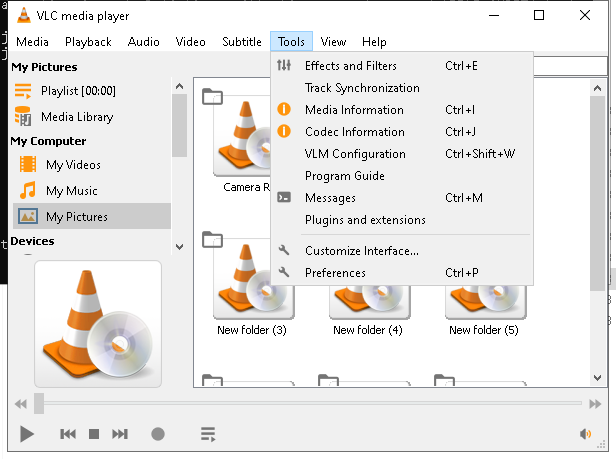 VLC media player
Media Playback Audio Video Subtitle Tools View Help
My Pictures
Playlist [00:00]
Media Library
My Computer
My Videos
My Music
My Pictures
Devices
Effects and Filters Ctrl+E
Track Synchronization
Media Information Ctrl+I
Codec Information Ctrl+J
VLM Configuration Ctrl+Shift+W
Program Guide
Messages Ctrl+M
Plugins and extensions
Customize Interface...
Preferences Ctrl+P
Camera R
New folder (3) New folder (4) New folder (5)